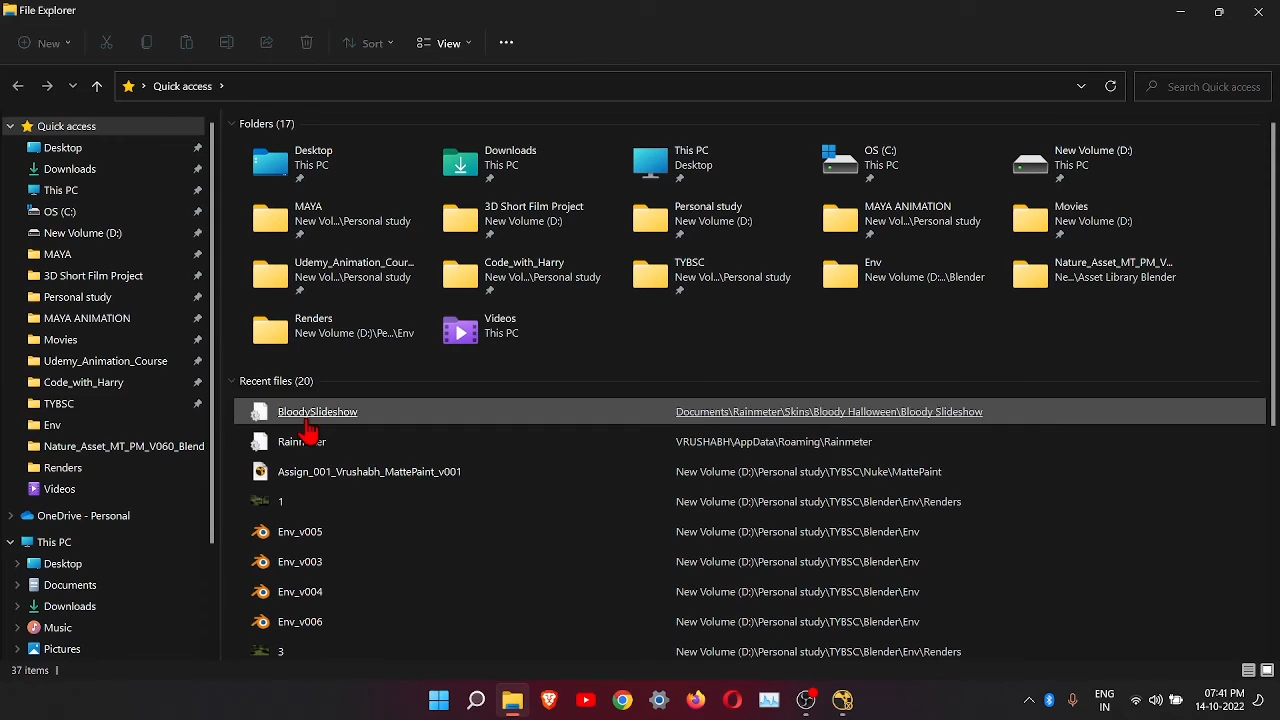 File Explorer
New
Sort
View
Quick access
Search Quick access
Quick access
Desktop
Downloads
This PC
OS (C:)
New Volume (D:)
MAYA
3D Short Film Project
Personal study
MAYA ANIMATION
Movies
Udemy_Animation_Course
Code_with_Harry
TYBSC
Env
Nature_Asset_MT_PM_V060_Blend
Renders
Videos
OneDrive - Personal
This PC
Desktop
Documents
Downloads
Music
Pictures
Folders (17)
Desktop
This PC
Downloads
This PC
This PC
Desktop
OS (C:)
This PC
New Volume (D:)
This PC
MAYA
New Vol...\Personal study
3D Short Film Project
New Volume (D:)
Personal study
New Volume (D:)
MAYA ANIMATION
New Vol...\Personal study
Movies
New Volume (D:)
Udemy_Animation_Cour...
New Vol...\Personal study
Code_with_Harry
New Vol...\Personal study
TYBSC
New Vol...\Personal study
Env
New Volume (D:...\Blender
Nature_Asset_MT_PM_V...
Ne...\Asset Library Blender
Renders
New Volume (D:)\Pe...\Env
Videos
This PC
Recent files (20)
BloodySlideshow Documents\Rainmeter\Skins\Bloody Halloween\Bloody Slideshow
Rainmeter VRUSHABH\AppData\Roaming\Rainmeter
Assign_001_Vrushabh_MattePaint_v001 New Volume (D:)\Personal study\TYBSC\Nuke\MattePaint
1 New Volume (D:)\Personal study\TYBSC\Blender\Env\Renders
Env_v005 New Volume (D:)\Personal study\TYBSC\Blender\Env
Env_v003 New Volume (D:)\Personal study\TYBSC\Blender\Env
Env_v004 New Volume (D:)\Personal study\TYBSC\Blender\Env
Env_v006 New Volume (D:)\Personal study\TYBSC\Blender\Env
3 New Volume (D:)\Personal study\TYBSC\Blender\Env\Renders
37 items
ENG
IN
07:41 PM
14-10-2022